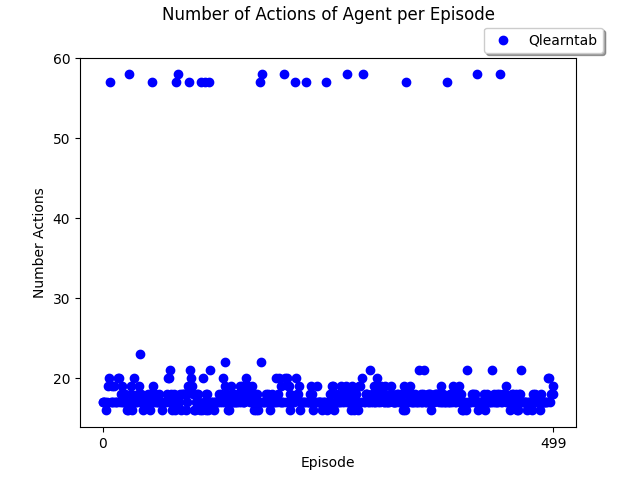 Number of Actions of Agent per Episode
Qlearntab
60
50
40
30
20
Number Actions
0 499
Episode